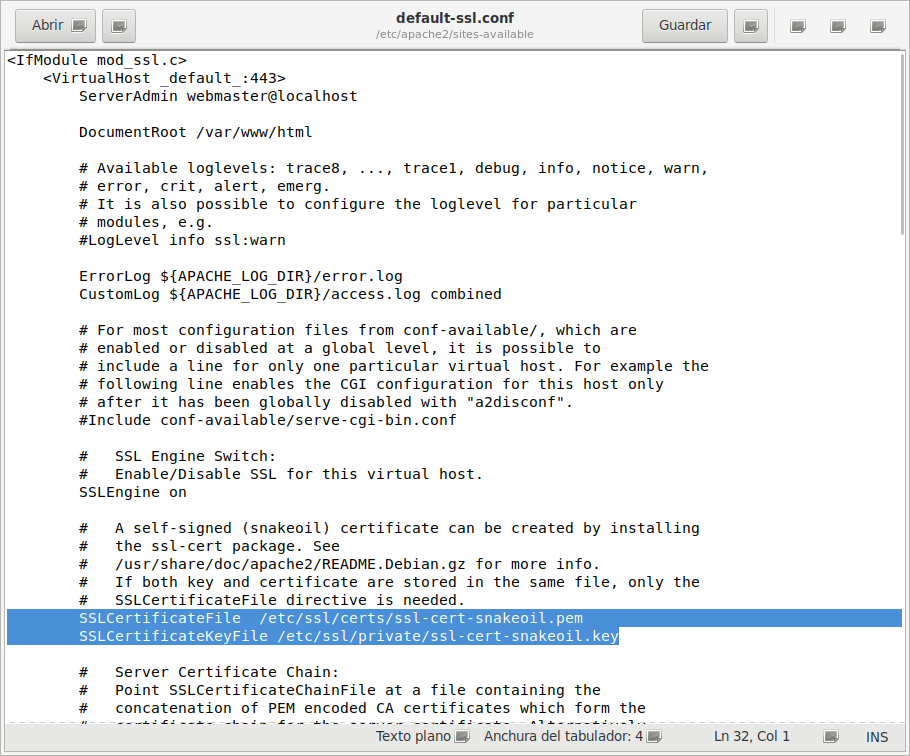 Abrir
default-ssl.conf
/etc/apache2/sites-available
Guardar
<IfModule mod_ssl.c>
    <VirtualHost _default_:443>
        ServerAdmin webmaster@localhost

        DocumentRoot /var/www/html

        # Available loglevels: trace8, ..., trace1, debug, info, notice, warn,
        # error, crit, alert, emerg.
        # It is also possible to configure the loglevel for particular
        # modules, e.g.
        #LogLevel info ssl:warn

        ErrorLog ${APACHE_LOG_DIR}/error.log
        CustomLog ${APACHE_LOG_DIR}/access.log combined

        # For most configuration files from conf-available/, which are
        # enabled or disabled at a global level, it is possible to
        # include a line for only one particular virtual host. For example the
        # following line enables the CGI configuration for this host only
        # after it has been globally disabled with "a2disconf".
        #Include conf-available/serve-cgi-bin.conf

        #   SSL Engine Switch:
        #   Enable/Disable SSL for this virtual host.
        SSLEngine on

        #   A self-signed (snakeoil) certificate can be created by installing
        #   the ssl-cert package. See
        #   /usr/share/doc/apache2/README.Debian.gz for more info.
        #   If both key and certificate are stored in the same file, only the
        #   SSLCertificateFile directive is needed.
        SSLCertificateFile  /etc/ssl/certs/ssl-cert-snakeoil.pem
        SSLCertificateKeyFile /etc/ssl/private/ssl-cert-snakeoil.key

        #   Server Certificate Chain:
        #   Point SSLCertificateChainFile at a file containing the
        #   concatenation of PEM encoded CA certificates which form the
        #   certificate chain for the server certificate. Alternatively
Texto plano
Anchura del tabulador: 4
Ln 32, Col 1
INS